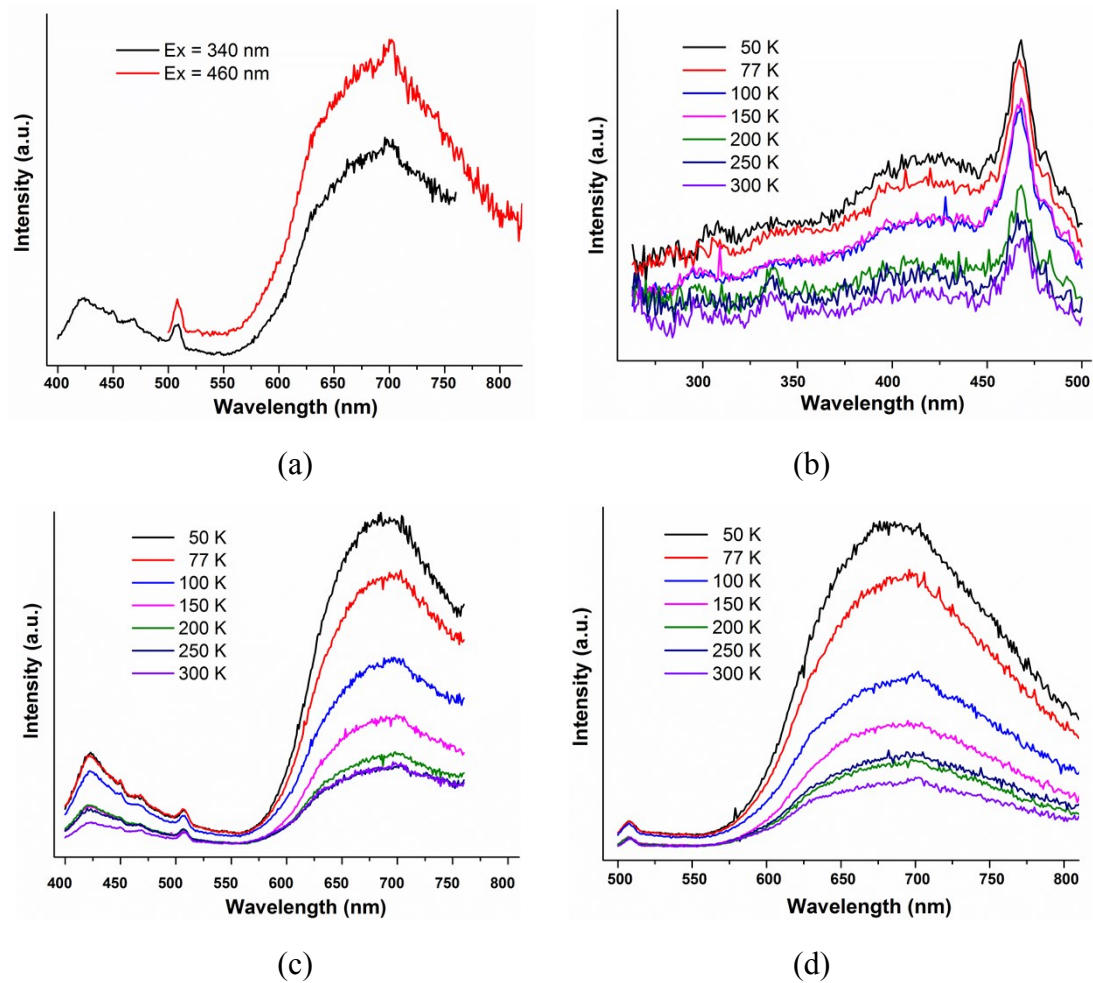 Ex = 340 nm
Ex = 460 nm
Intensity (a.u.)
400 450 500 550 600 650 700 750 800
Wavelength (nm)
(a)
50 K
77 K
100 K
150 K
200 K
250 K
300 K
Intensity (a.u.)
300 350 400 450 500
Wavelength (nm)
(b)
50 K
77 K
100 K
150 K
200 K
250 K
300 K
Intensity (a.u.)
400 450 500 550 600 650 700 750 800
Wavelength (nm)
(c)
50 K
77 K
100 K
150 K
200 K
250 K
300 K
Intensity (a.u.)
500 550 600 650 700 750 800
Wavelength (nm)
(d)